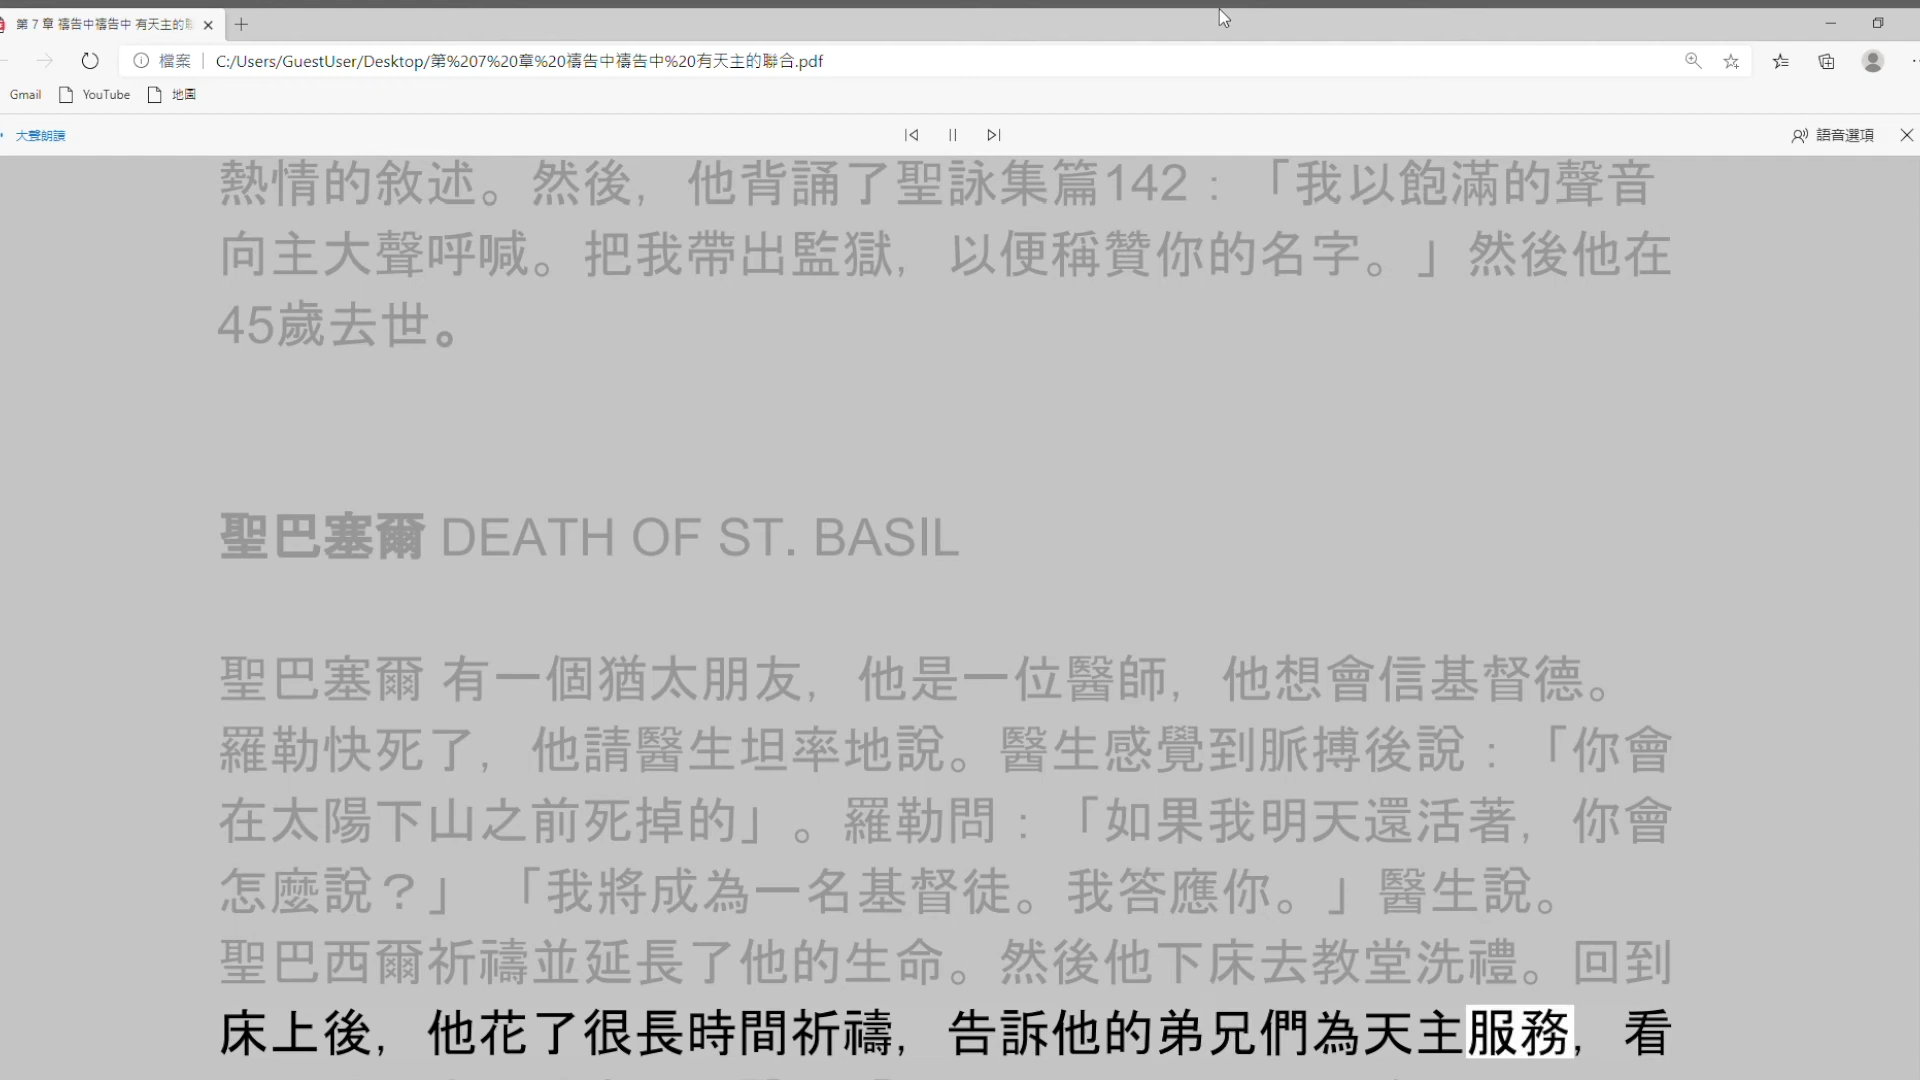 第 7 章 禱告中禱告中 有天主的
檔案 C:/Users/GuestUser/Desktop/第%207%20章%20禱告中禱告中%20有天主的聯合.pdf
Gmail YouTube 地圖
大聲朗讀 語音選項
熱情的敘述。然後，他背誦了聖詠集篇142：「我以飽滿的聲音
向主大聲呼喊。把我帶出監獄，以便稱贊你的名字。」然後他在
45歲去世。
聖巴塞爾 DEATH OF ST. BASIL
聖巴塞爾 有一個猶太朋友，他是一位醫師，他想會信基督德。
羅勒快死了，他請醫生坦率地說。醫生感覺到脈搏後說：「你會
在太陽下山之前死掉的」。羅勒問：「如果我明天還活著，你會
怎麼說？」「我將成為一名基督徒。我答應你。」醫生說。
聖巴西爾祈禱並延長了他的生命。然後他下床去教堂洗禮。回到
床上後，他花了很長時間祈禱，告訴他的弟兄們為天主服務，看